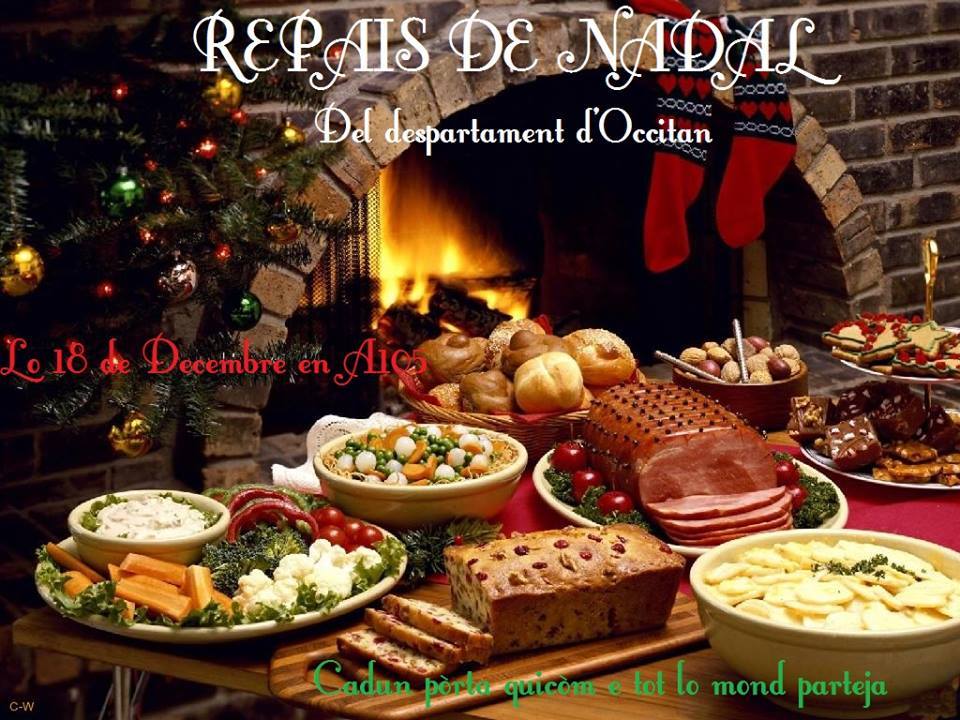 REPAIS DE NADAL
Del despartament d'Occitan
Lo 18 de Decembre en A105
Cadun pòrta quicòm e tot lo mond parteja
C-W